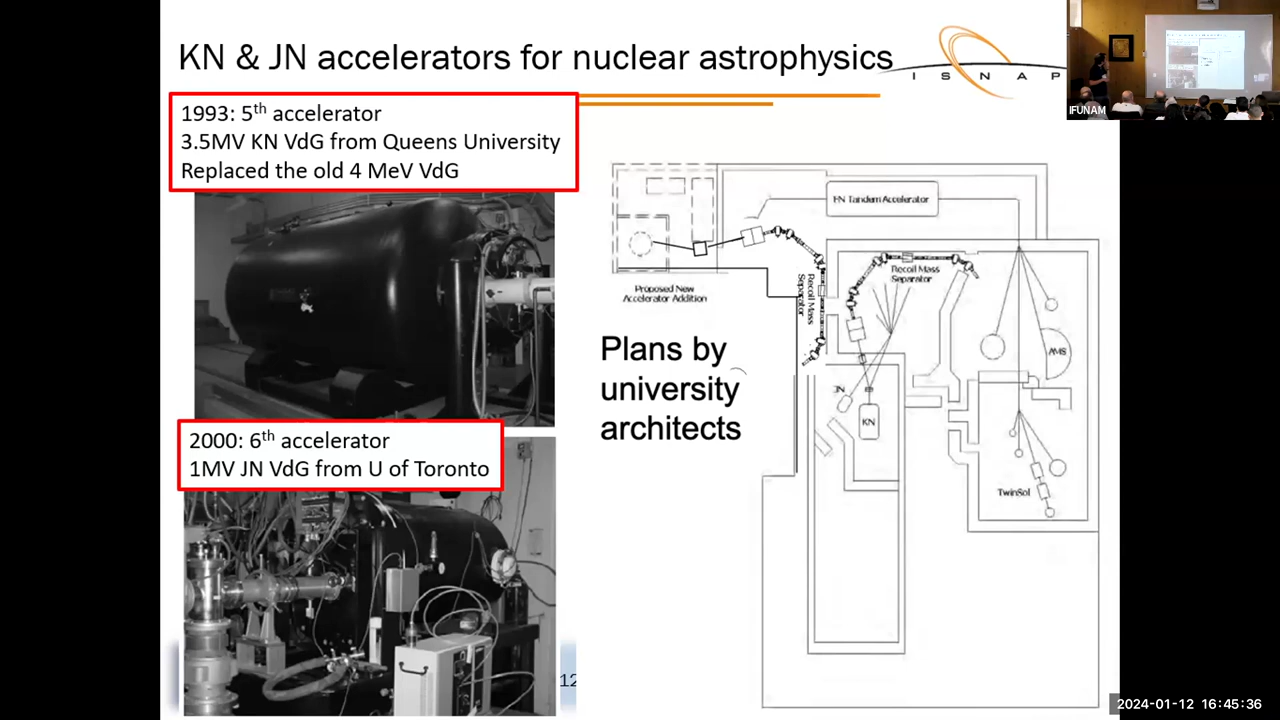 KN & JN accelerators for nuclear astrophysics
ISNAP
IFUNAM
1993: 5th accelerator
3.5MV KN VdG from Queens University
Replaced the old 4 MeV VdG
2000: 6th accelerator
1MV JN VdG from U of Toronto
FN Tandem Accelerator
Recoil Mass
Separator
Recoil Mass
Separator
Proposed New
Accelerator Addition
Plans by
university
architects
AMS
JN
KN
TwinSol
12
2024-01-12 16:45:36